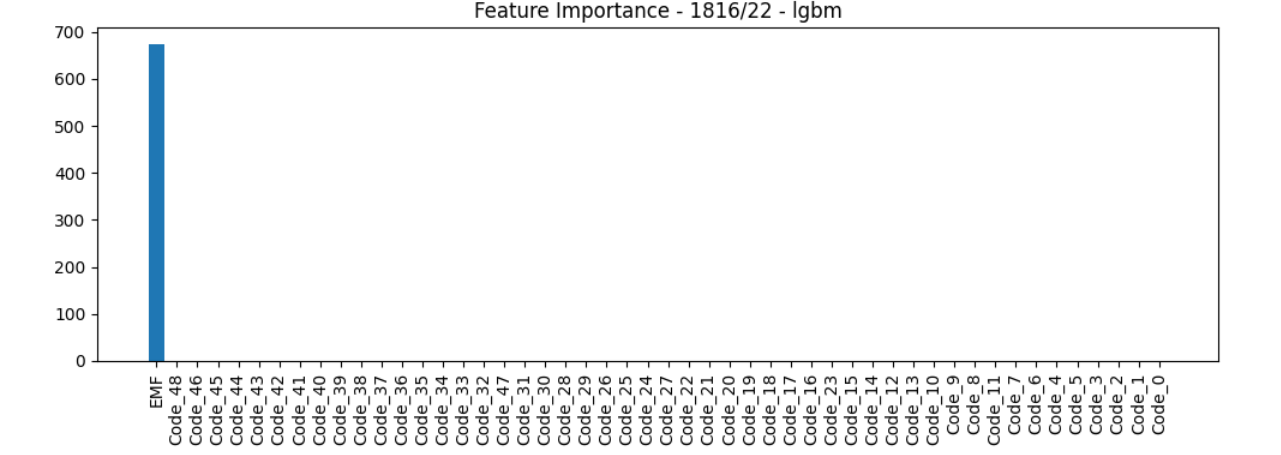 Feature Importance - 1816/22 - lgbm
700
600
500
400
300
200
100
0
EMF
Code_48
Code_46
Code_45
Code_44
Code_43
Code_42
Code_41
Code_40
Code_39
Code_38
Code_37
Code_36
Code_35
Code_34
Code_33
Code_32
Code_47
Code_31
Code_30
Code_28
Code_29
Code_26
Code_25
Code_24
Code_27
Code_22
Code_21
Code_20
Code_19
Code_18
Code_17
Code_16
Code_23
Code_15
Code_14
Code_12
Code_13
Code_10
Code_9
Code_8
Code_11
Code_7
Code_6
Code_4
Code_5
Code_3
Code_2
Code_1
Code_0